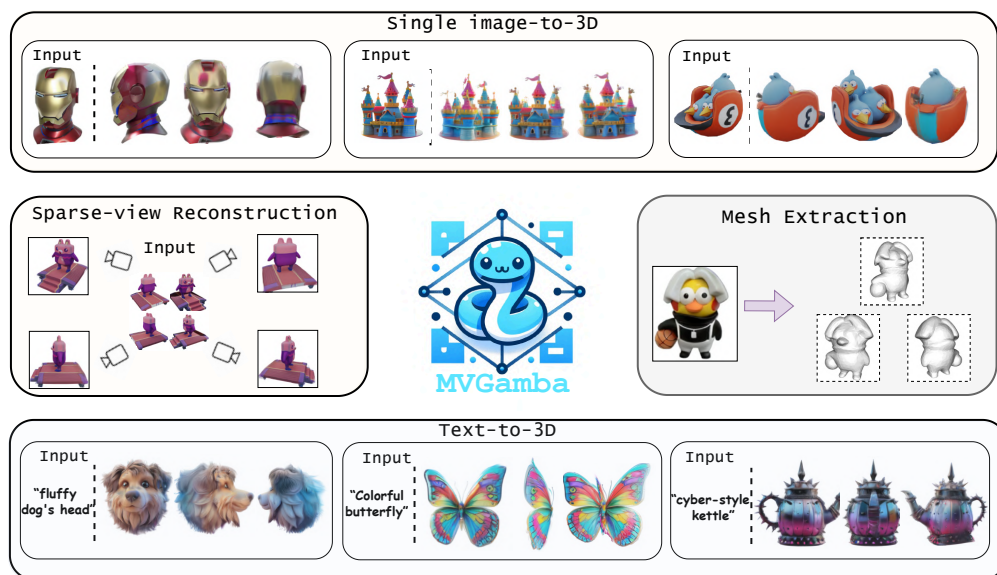 Single image-to-3D
Input
Input
Input
Sparse-view Reconstruction
Input
MVGamba
Mesh Extraction
Text-to-3D
Input
“fluffy
dog's head”
Input
“Colorful
butterfly”
Input
“cyber-style
kettle”